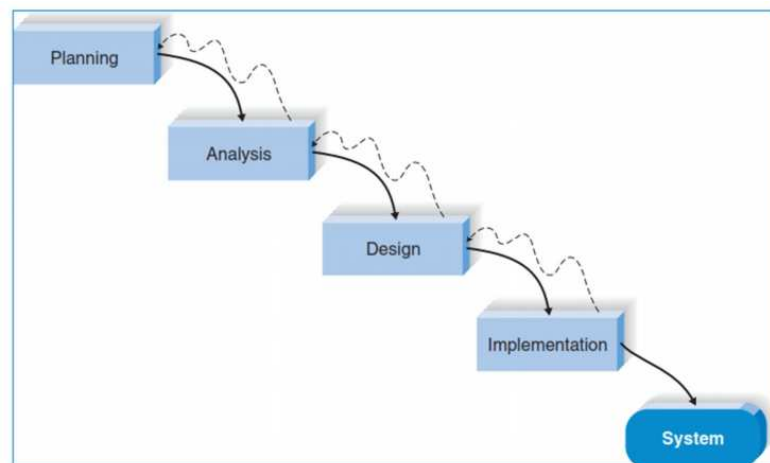 Planning
Analysis
Design
Implementation
System